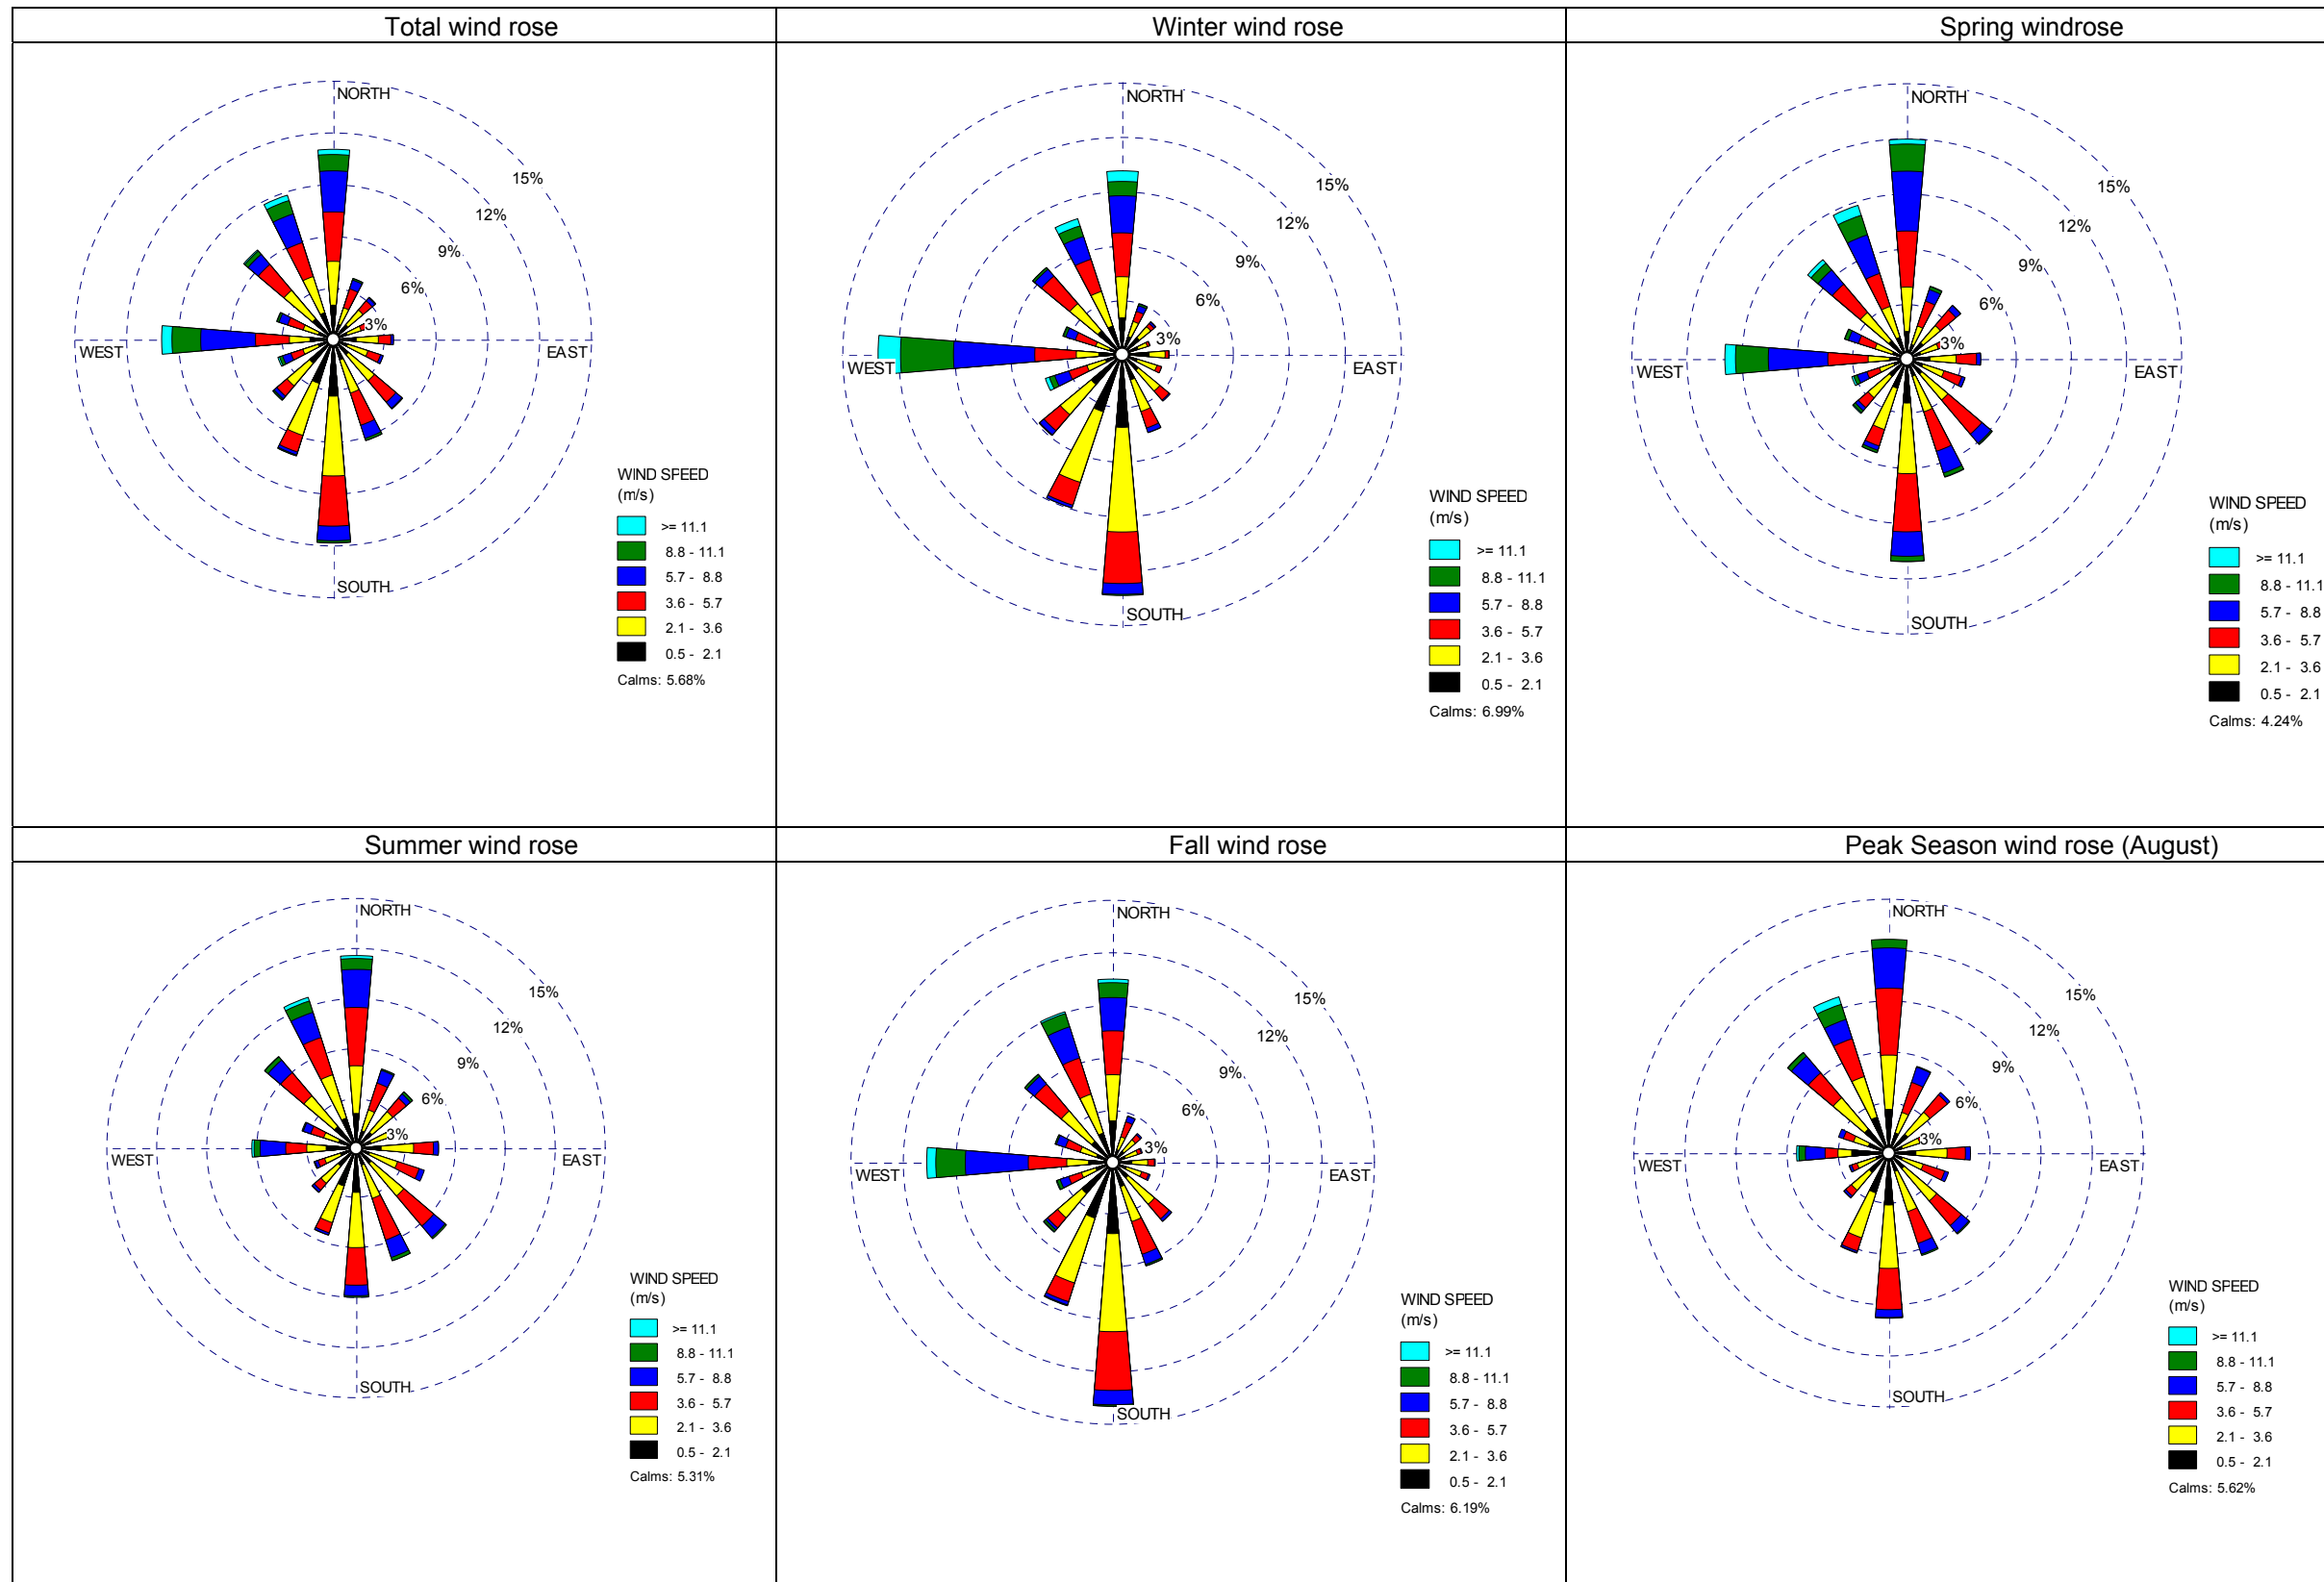 Total wind rose
Winter wind rose
Spring windrose
NORTH
15%
12%
9%
6%
3%
WEST
EAST
SOUTH
WIND SPEED
(m/s)
>= 11.1
8.8 - 11.1
5.7 - 8.8
3.6 - 5.7
2.1 - 3.6
0.5 - 2.1
Calms: 5.68%
NORTH
15%
12%
9%
6%
3%
WEST
EAST
SOUTH
WIND SPEED
(m/s)
>= 11.1
8.8 - 11.1
5.7 - 8.8
3.6 - 5.7
2.1 - 3.6
0.5 - 2.1
Calms: 6.99%
NORTH
15%
12%
9%
6%
3%
WEST
EAST
SOUTH
WIND SPEED
(m/s)
>= 11.1
8.8 - 11.1
5.7 - 8.8
3.6 - 5.7
2.1 - 3.6
0.5 - 2.1
Calms: 4.24%
Summer wind rose
Fall wind rose
Peak Season wind rose (August)
NORTH
15%
12%
9%
6%
3%
WEST
EAST
SOUTH
WIND SPEED
(m/s)
>= 11.1
8.8 - 11.1
5.7 - 8.8
3.6 - 5.7
2.1 - 3.6
0.5 - 2.1
Calms: 5.31%
NORTH
15%
12%
9%
6%
3%
WEST
EAST
SOUTH
WIND SPEED
(m/s)
>= 11.1
8.8 - 11.1
5.7 - 8.8
3.6 - 5.7
2.1 - 3.6
0.5 - 2.1
Calms: 6.19%
NORTH
15%
12%
9%
6%
3%
WEST
EAST
SOUTH
WIND SPEED
(m/s)
>= 11.1
8.8 - 11.1
5.7 - 8.8
3.6 - 5.7
2.1 - 3.6
0.5 - 2.1
Calms: 5.62%